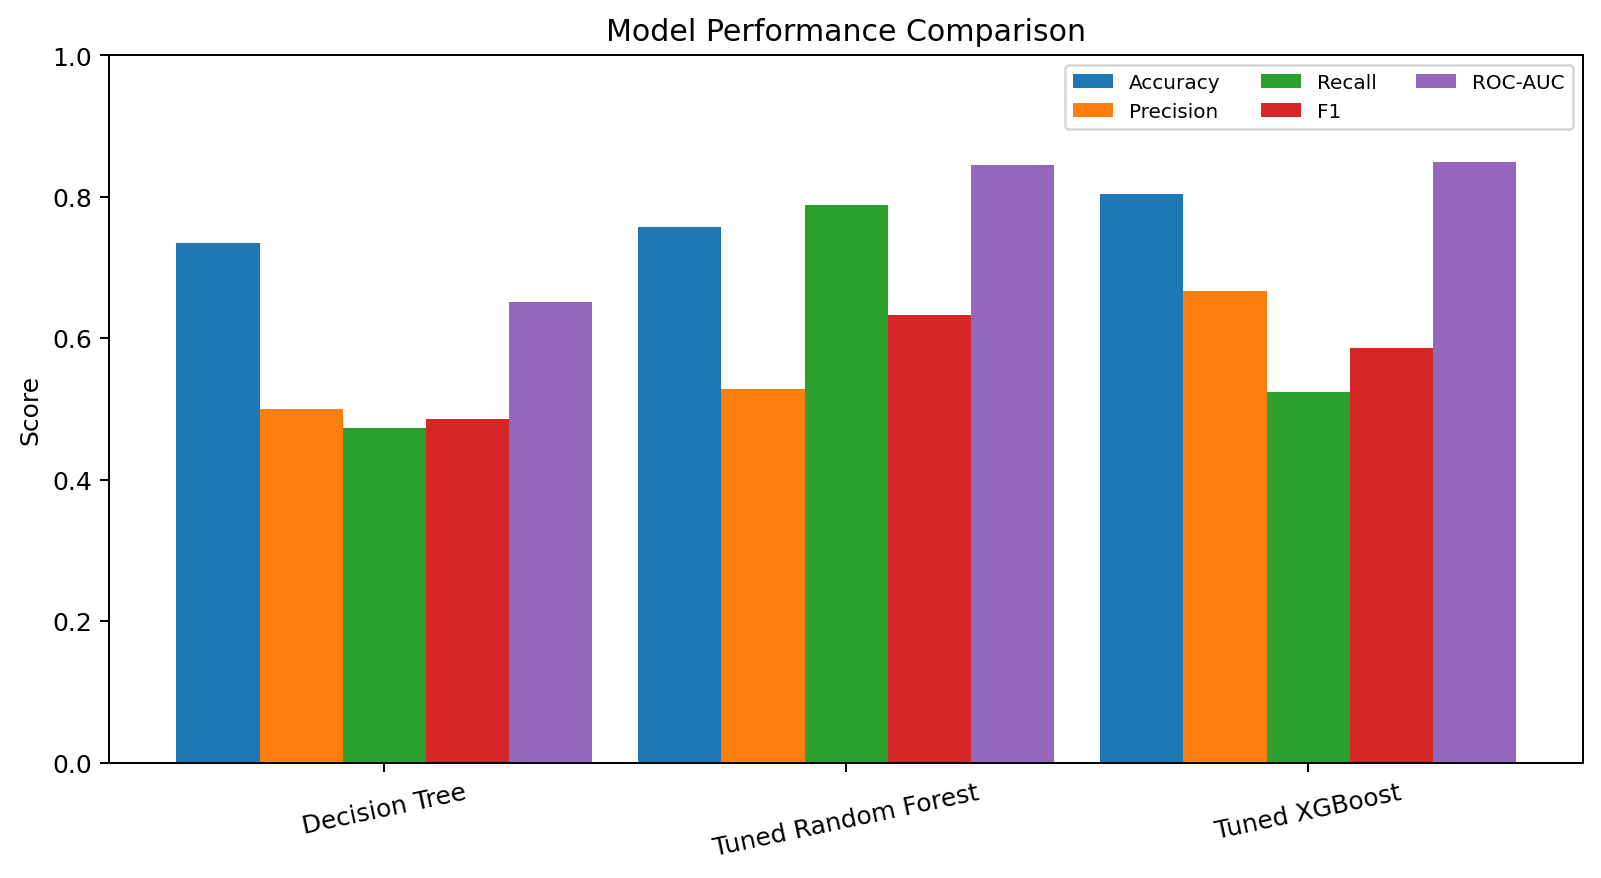 Model Performance Comparison
1.0
0.8
0.6
0.4
0.2
0.0
Score
Accuracy
Precision
Recall
F1
ROC-AUC
Decision Tree
Tuned Random Forest
Tuned XGBoost